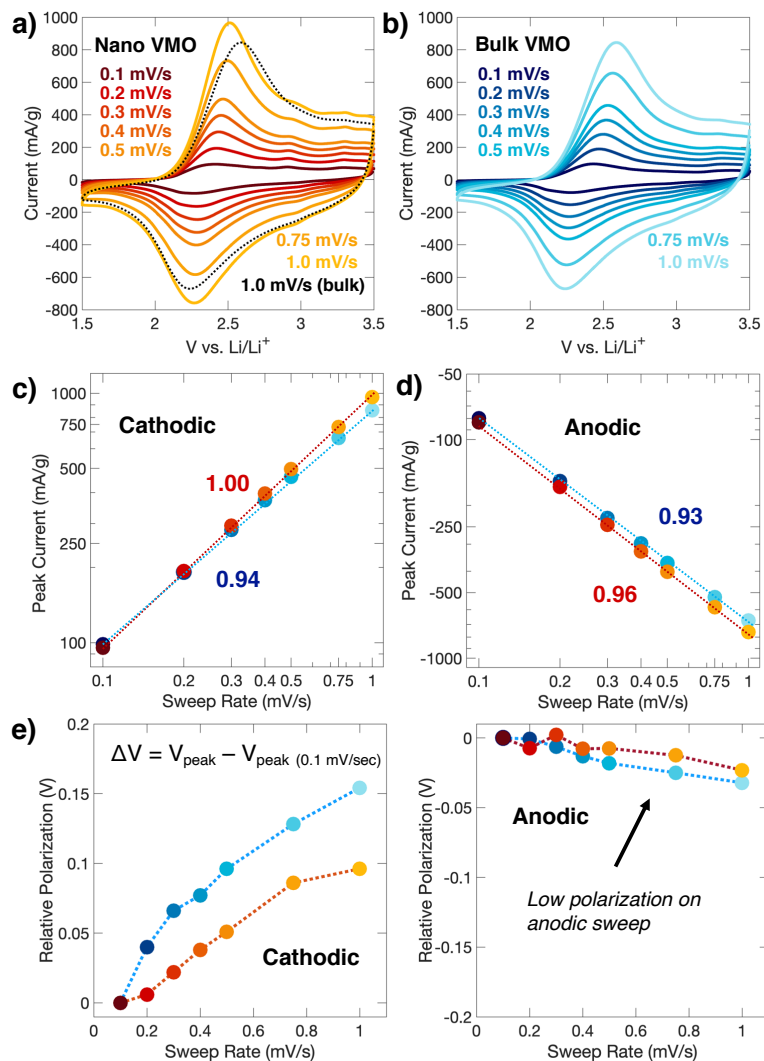 a)
Nano VMO
0.1 mV/s
0.2 mV/s
0.3 mV/s
0.4 mV/s
0.5 mV/s
0.75 mV/s
1.0 mV/s
1.0 mV/s (bulk)
Current (mA/g)
1000
800
600
400
200
0
-200
-400
-600
-800
1.5
2
2.5
3
3.5
V vs. Li/Li⁺
b)
Bulk VMO
0.1 mV/s
0.2 mV/s
0.3 mV/s
0.4 mV/s
0.5 mV/s
0.75 mV/s
1.0 mV/s
Current (mA/g)
1000
800
600
400
200
0
-200
-400
-600
-800
1.5
2
2.5
3
3.5
V vs. Li/Li⁺
c)
Cathodic
1.00
0.94
Peak Current (mA/g)
1000
750
500
250
100
0.1
0.2
0.3
0.4
0.5
0.75
1
Sweep Rate (mV/s)
d)
Anodic
0.93
0.96
Peak Current (mA/g)
-50
-100
-250
-500
-1000
0.1
0.2
0.3
0.4
0.5
0.75
1
Sweep Rate (mV/s)
e)
ΔV = V peak − V peak (0.1 mV/sec)
Cathodic
Relative Polarization (V)
0.2
0.15
0.1
0.05
0
0
0.2
0.4
0.6
0.8
1
Sweep Rate (mV/s)
Anodic
Low polarization on
anodic sweep
Relative Polarization (V)
0
-0.05
-0.1
-0.15
-0.2
0
0.2
0.4
0.6
0.8
1
Sweep Rate (mV/s)